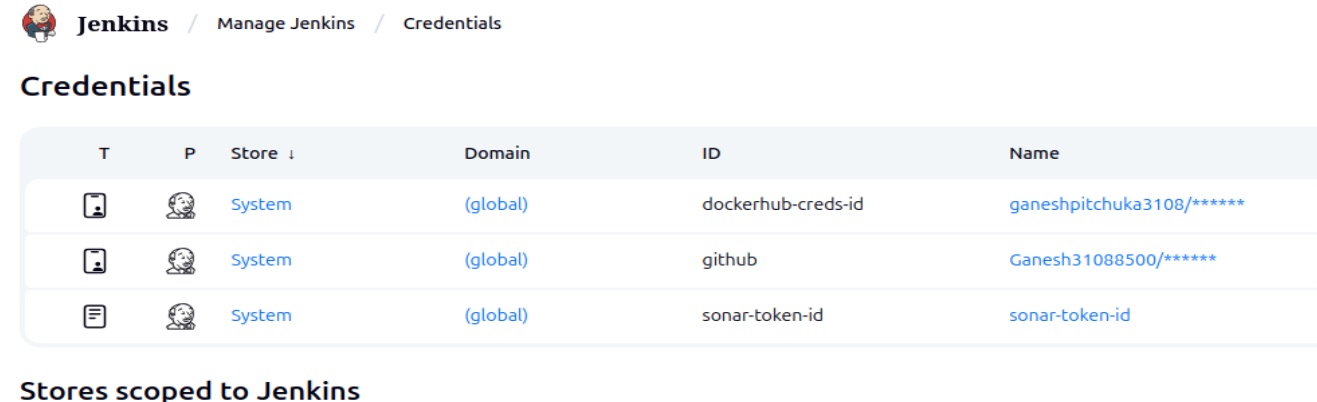 Jenkins / Manage Jenkins / Credentials
Credentials
T P Store ↓ Domain ID Name
System (global) dockerhub-creds-id ganeshpitchuka3108/******
System (global) github Ganesh31088500/******
System (global) sonar-token-id sonar-token-id
Stores scoped to Jenkins